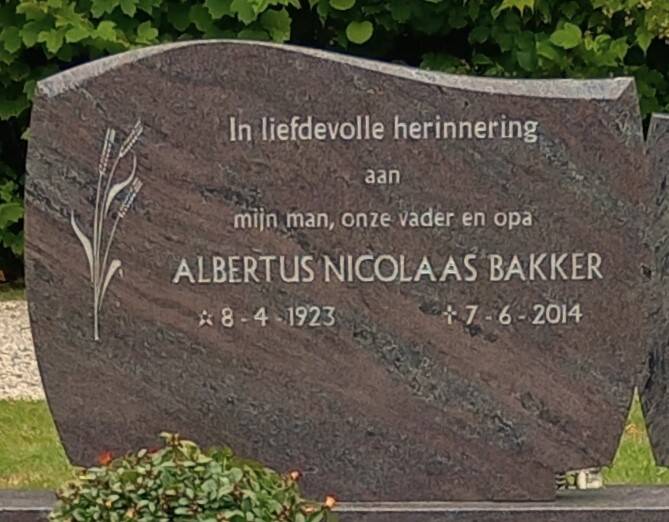 In liefdevolle herinnering
aan
mijn man, onze vader en opa
ALBERTUS NICOLAAS BAKKER
☆ 8 - 4 - 1923 † 7 - 6 - 2014